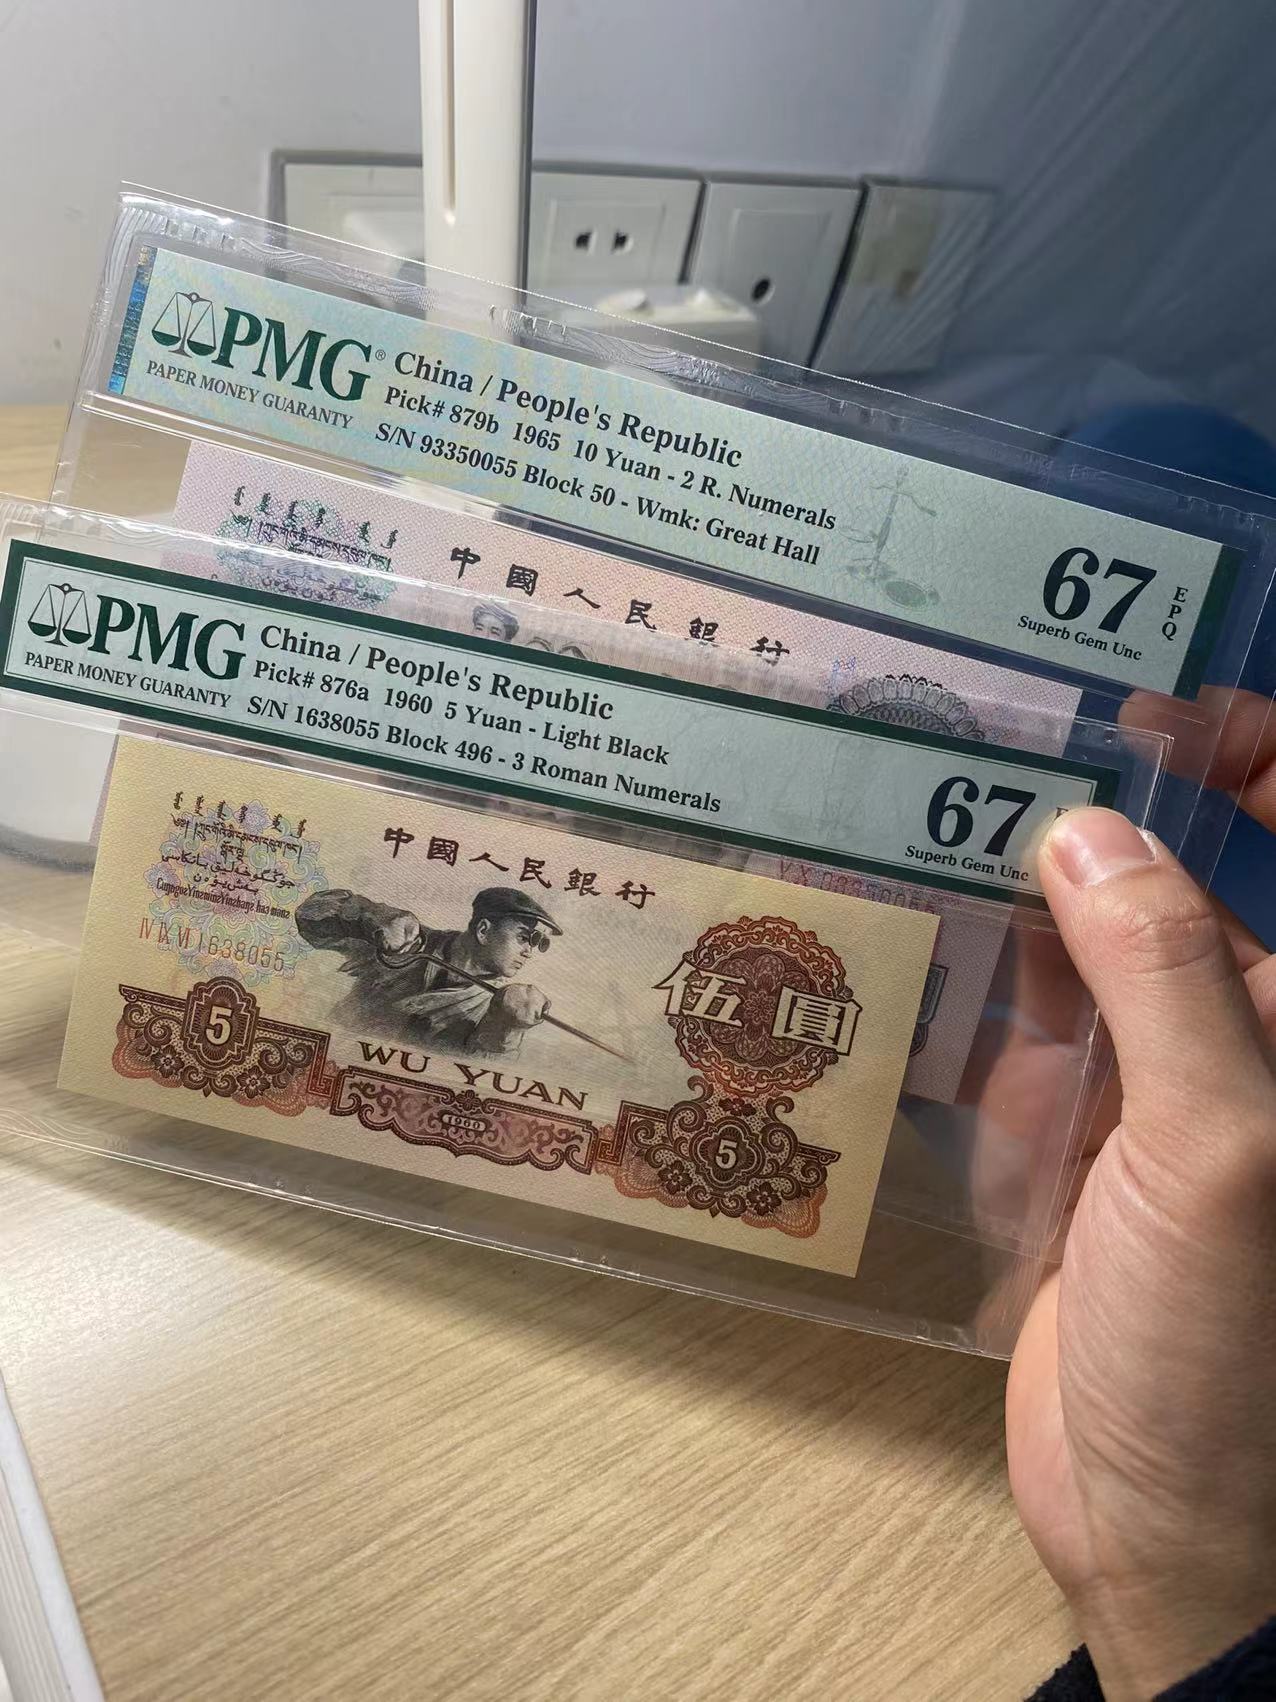 PMG®
PAPER MONEY GUARANTY
China / People's Republic
Pick# 879b 1965 10 Yuan - 2 R. Numerals
S/N 93350055 Block 50 - Wmk: Great Hall
67
EPQ
Superb Gem Unc
中國人民銀行
PMG
PAPER MONEY GUARANTY
China / People's Republic
Pick# 876a 1960 5 Yuan - Light Black
S/N 1638055 Block 496 - 3 Roman Numerals
67
Superb Gem Unc
中國人民銀行
IV IX VI 1638055
伍圓
5
WU YUAN
1960
5